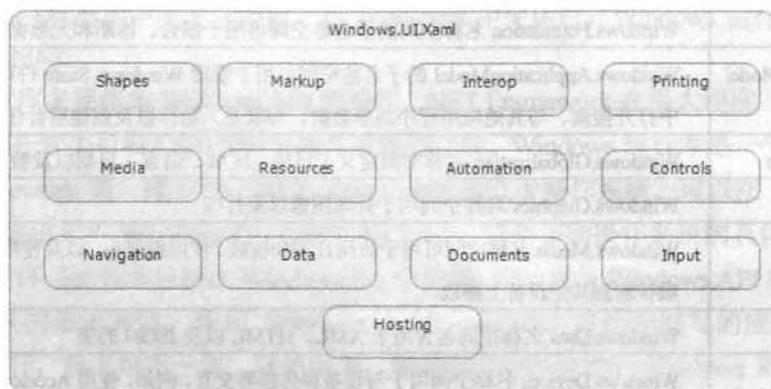 Windows.UI.Xaml
Shapes
Markup
Interop
Printing
Media
Resources
Automation
Controls
Navigation
Data
Documents
Input
Hosting